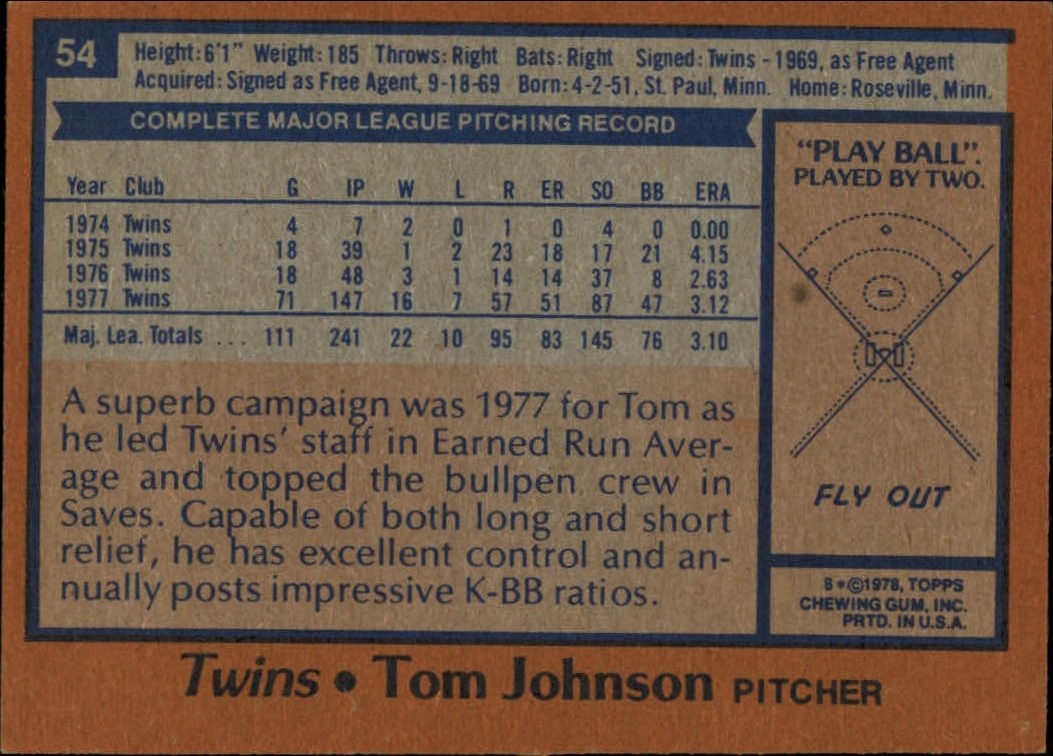 54
Height:6'1" Weight:185 Throws:Right Bats:Right Signed:Twins - 1969, as Free Agent
Acquired: Signed as Free Agent, 9-18-69 Born:4-2-51, St. Paul, Minn. Home: Roseville, Minn.
COMPLETE MAJOR LEAGUE PITCHING RECORD
Year Club G IP W L R ER SO BB ERA
1974 Twins 4 7 2 0 1 0 4 0 0.00
1975 Twins 18 39 1 2 23 18 17 21 4.15
1976 Twins 18 48 3 1 14 14 37 8 2.63
1977 Twins 71 147 16 7 57 51 87 47 3.12
Maj. Lea. Totals ... 111 241 22 10 95 83 145 76 3.10
A superb campaign was 1977 for Tom as
he led Twins' staff in Earned Run Aver-
age and topped the bullpen crew in
Saves. Capable of both long and short
relief, he has excellent control and an-
nually posts impressive K-BB ratios.
"PLAY BALL".
PLAYED BY TWO.
FLY OUT
B*©1978, TOPPS
CHEWING GUM, INC.
PRTD. IN U.S.A.
Twins • Tom Johnson PITCHER